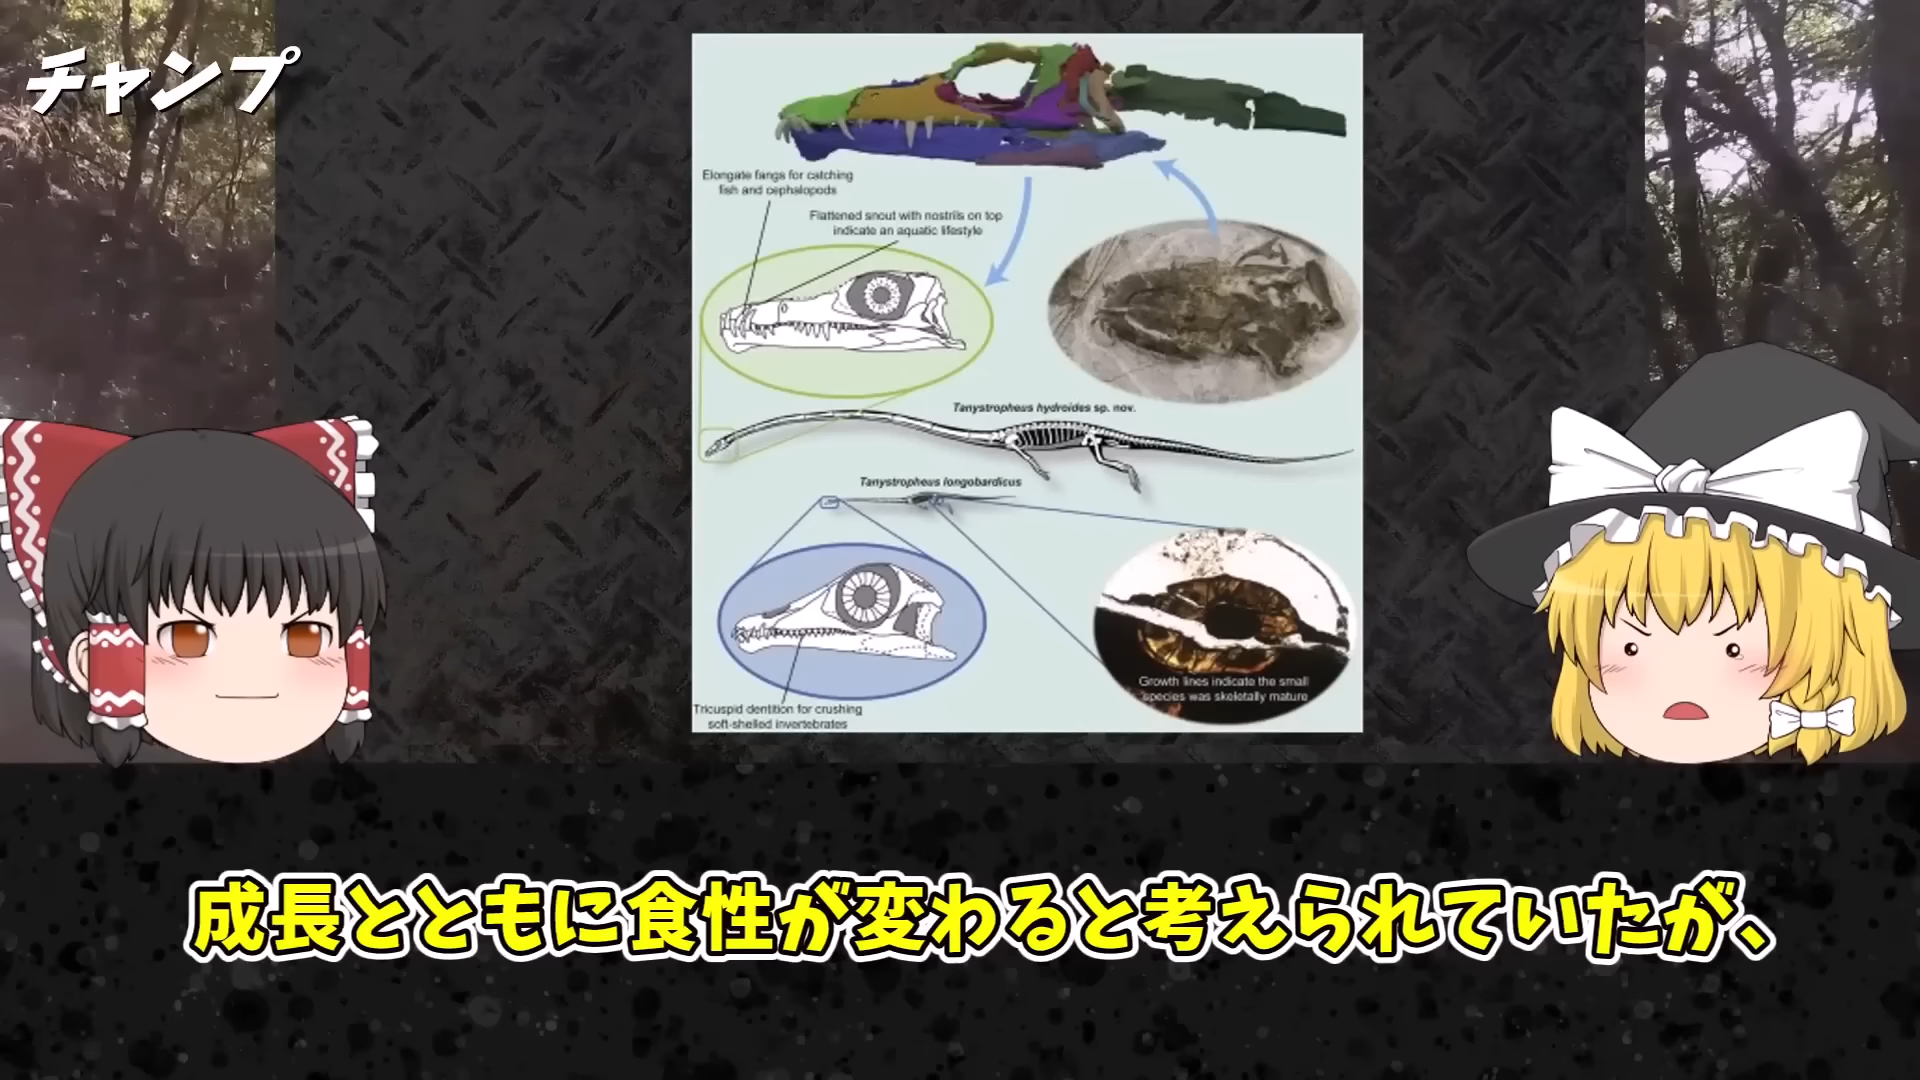 チャンプ
Elongate fangs for catching
fish and cephalopods
Flattened snout with nostrils on top
indicate an aquatic lifestyle
Tanystropheus hydroides sp. nov.
Tanystropheus longobardicus
Growth lines indicate the small
species was skeletally mature
Tricuspid dentition for crushing
soft-shelled invertebrates
成長とともに食性が変わると考えられていたが、